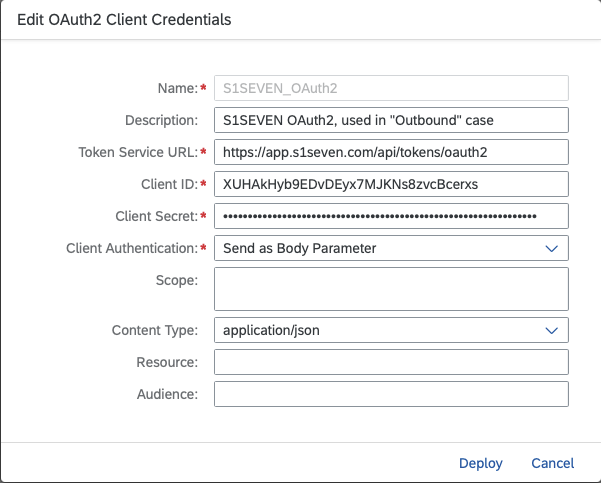 Edit OAuth2 Client Credentials
Name:* S1SEVEN_OAuth2
Description: S1SEVEN OAuth2, used in "Outbound" case
Token Service URL:* https://app.s1seven.com/api/tokens/oauth2
Client ID:* XUHAkHyb9EDvDEyx7MJKNs8zvcBcerxs
Client Secret:* ••••••••••••••••••••••••••••••••••••••••••••••••••••••••••••••••
Client Authentication:* Send as Body Parameter
Scope:
Content Type: application/json
Resource:
Audience:
Deploy Cancel